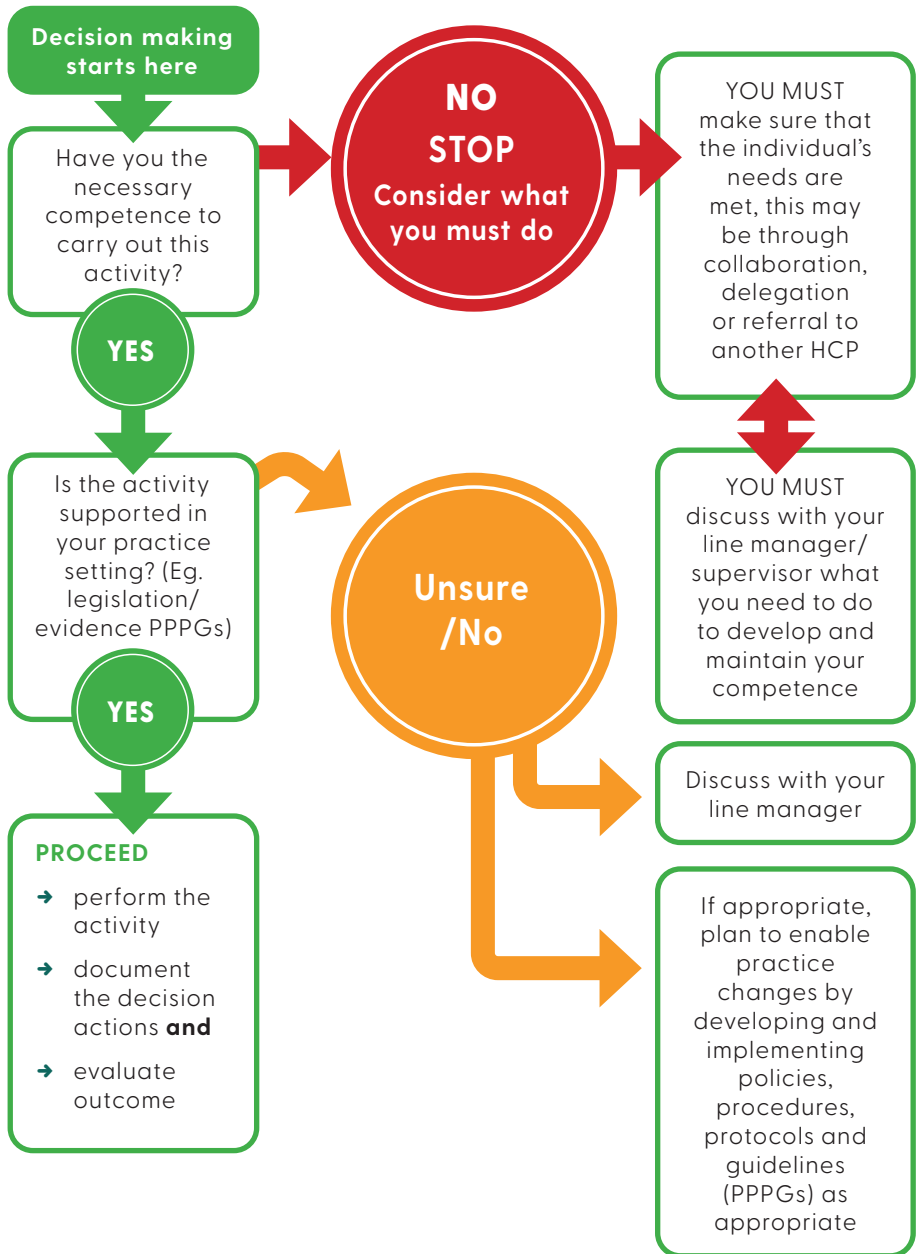 Decision making
starts here
Have you the
necessary
competence to
carry out this
activity?
NO
STOP
Consider what
you must do
YOU MUST
make sure that
the individual’s
needs are
met, this may
be through
collaboration,
delegation
or referral to
another HCP
YES
Is the activity
supported in
your practice
setting? (Eg.
legislation/
evidence PPPGs)
Unsure
/No
YOU MUST
discuss with your
line manager/
supervisor what
you need to do
to develop and
maintain your
competence
YES
Discuss with your
line manager
PROCEED
➔ perform the
activity
➔ document
the decision
actions and
➔ evaluate
outcome
If appropriate,
plan to enable
practice
changes by
developing and
implementing
policies,
procedures,
protocols and
guidelines
(PPPGs) as
appropriate